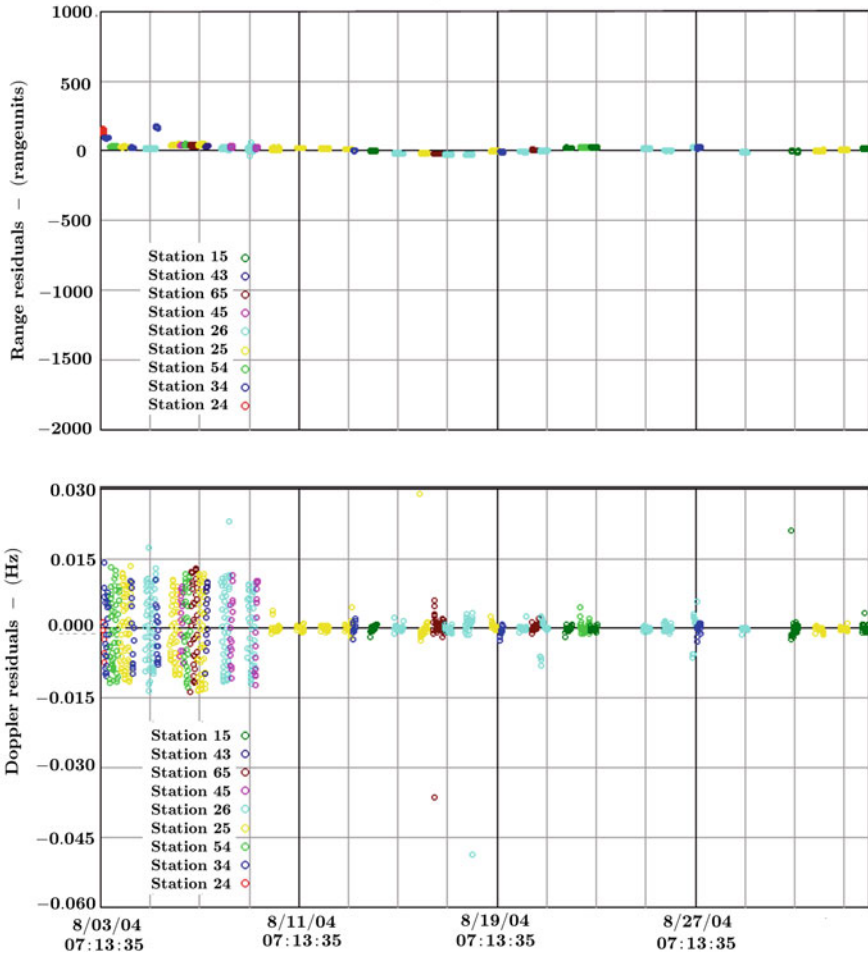 1000
500
0
−500
−1000
−1500
−2000
Range residuals − (rangeunits)
Station 15
Station 43
Station 65
Station 45
Station 26
Station 25
Station 54
Station 34
Station 24
0.030
0.015
0.000
−0.015
−0.030
−0.045
−0.060
Doppler residuals − (Hz)
Station 15
Station 43
Station 65
Station 45
Station 26
Station 25
Station 54
Station 34
Station 24
8/03/04 8/11/04 8/19/04 8/27/04
07:13:35 07:13:35 07:13:35 07:13:35